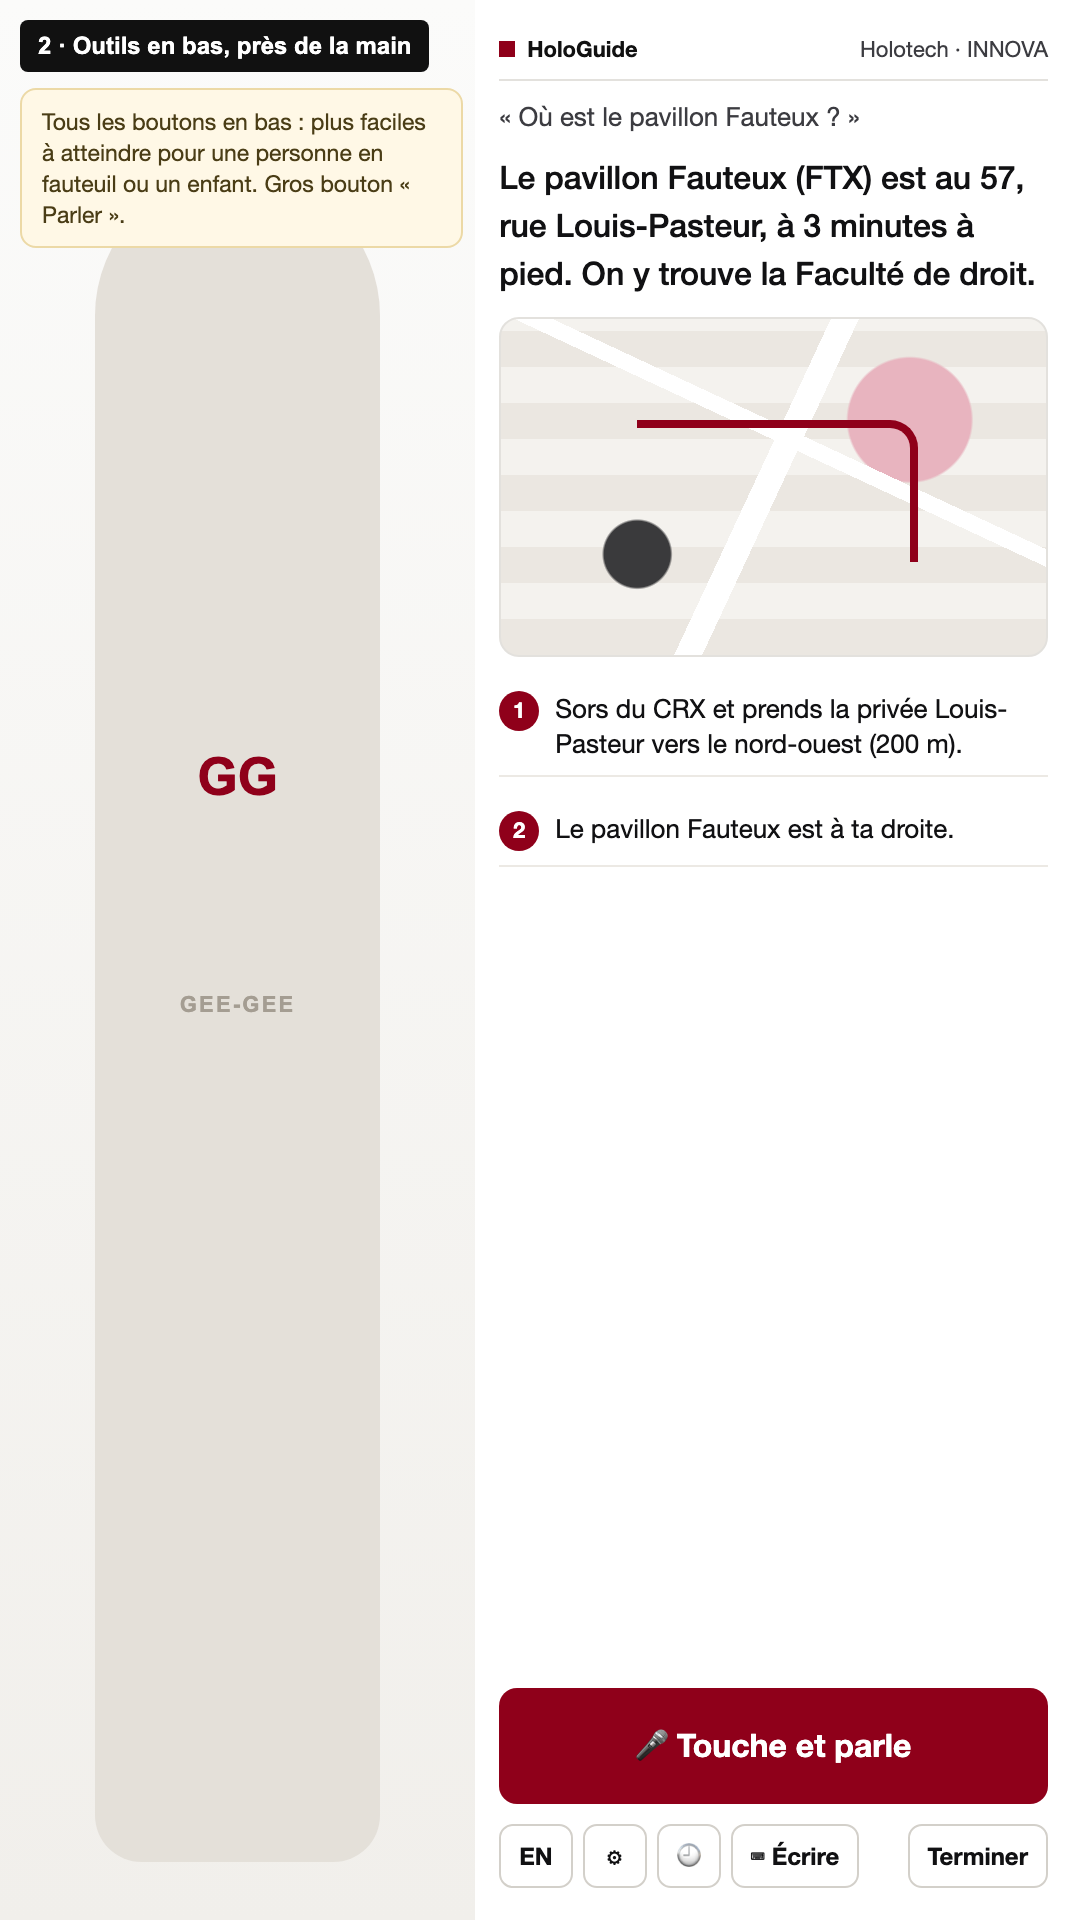 2 · Outils en bas, près de la main
Tous les boutons en bas : plus faciles
à atteindre pour une personne en
fauteuil ou un enfant. Gros bouton «
Parler ».
GG
GEE-GEE
HoloGuide
Holotech · INNOVA
« Où est le pavillon Fauteux ? »
Le pavillon Fauteux (FTX) est au 57,
rue Louis-Pasteur, à 3 minutes à
pied. On y trouve la Faculté de droit.
1 Sors du CRX et prends la privée Louis-
Pasteur vers le nord-ouest (200 m).
2 Le pavillon Fauteux est à ta droite.
🎤 Touche et parle
EN
⚙
🕘
⌨ Écrire
Terminer